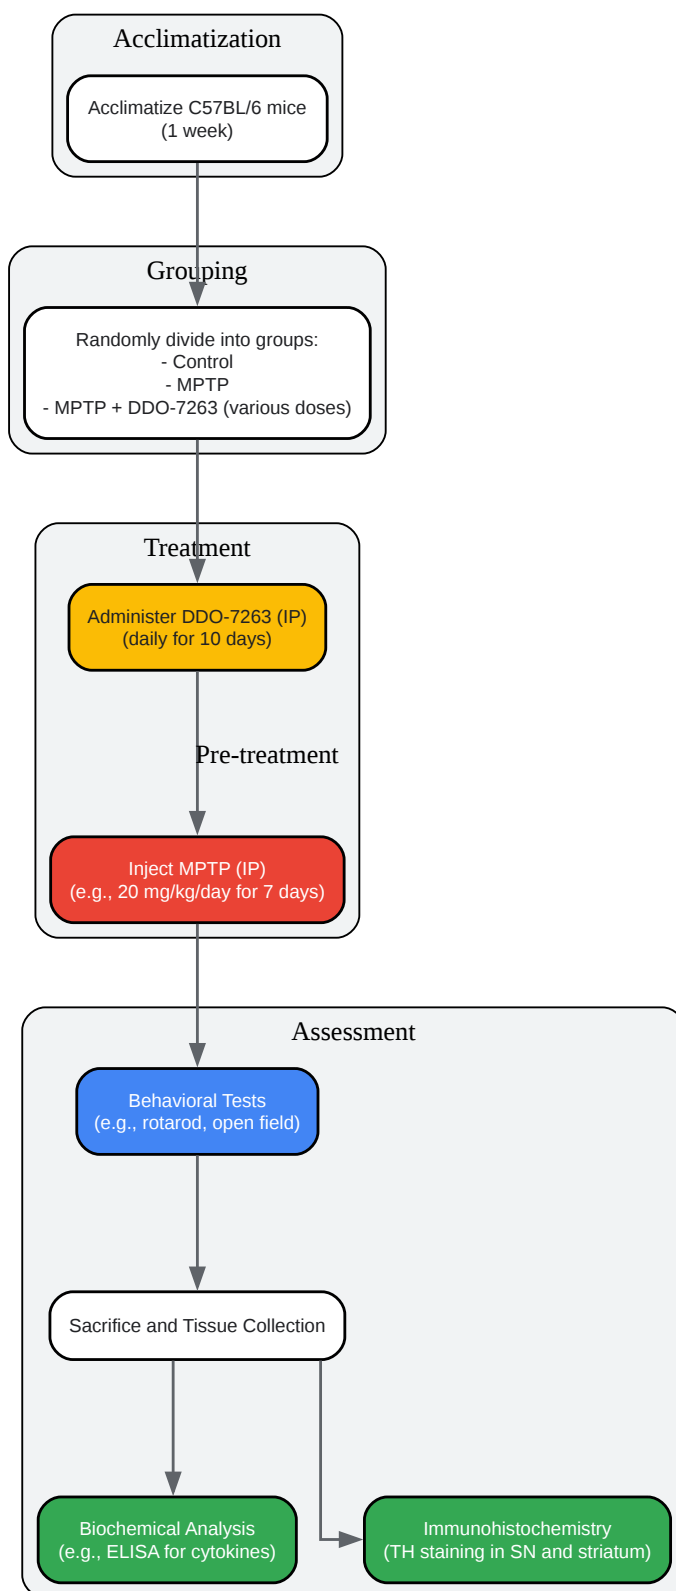 Acclimatization
Acclimatize C57BL/6 mice
(1 week)
Grouping
Randomly divide into groups:
- Control
- MPTP
- MPTP + DDO-7263 (various doses)
Treatment
Administer DDO-7263 (IP)
(daily for 10 days)
Pre-treatment
Inject MPTP (IP)
(e.g., 20 mg/kg/day for 7 days)
Assessment
Behavioral Tests
(e.g., rotarod, open field)
Sacrifice and Tissue Collection
Biochemical Analysis
(e.g., ELISA for cytokines)
Immunohistochemistry
(TH staining in SN and striatum)